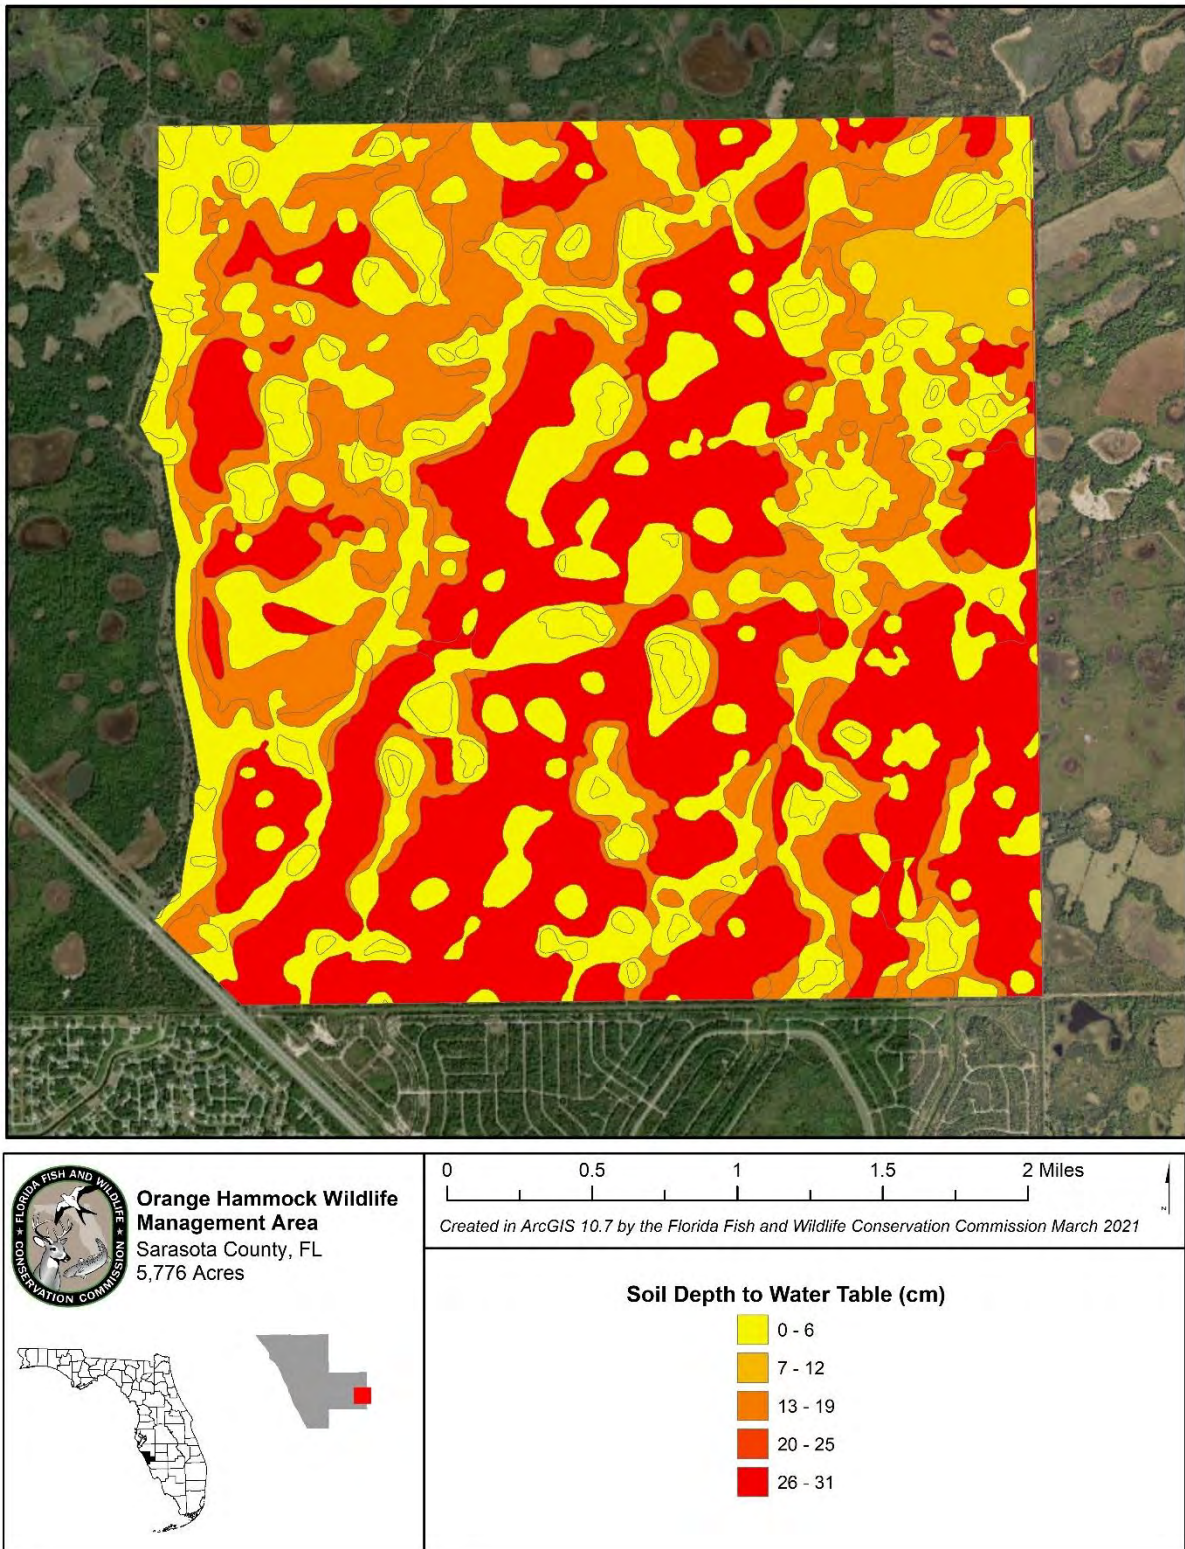 FLORIDA FISH AND WILDLIFE
CONSERVATION COMMISSION
Orange Hammock Wildlife
Management Area
Sarasota County, FL
5,776 Acres
0 0.5 1 1.5 2 Miles
N
Created in ArcGIS 10.7 by the Florida Fish and Wildlife Conservation Commission March 2021
Soil Depth to Water Table (cm)
0 - 6
7 - 12
13 - 19
20 - 25
26 - 31